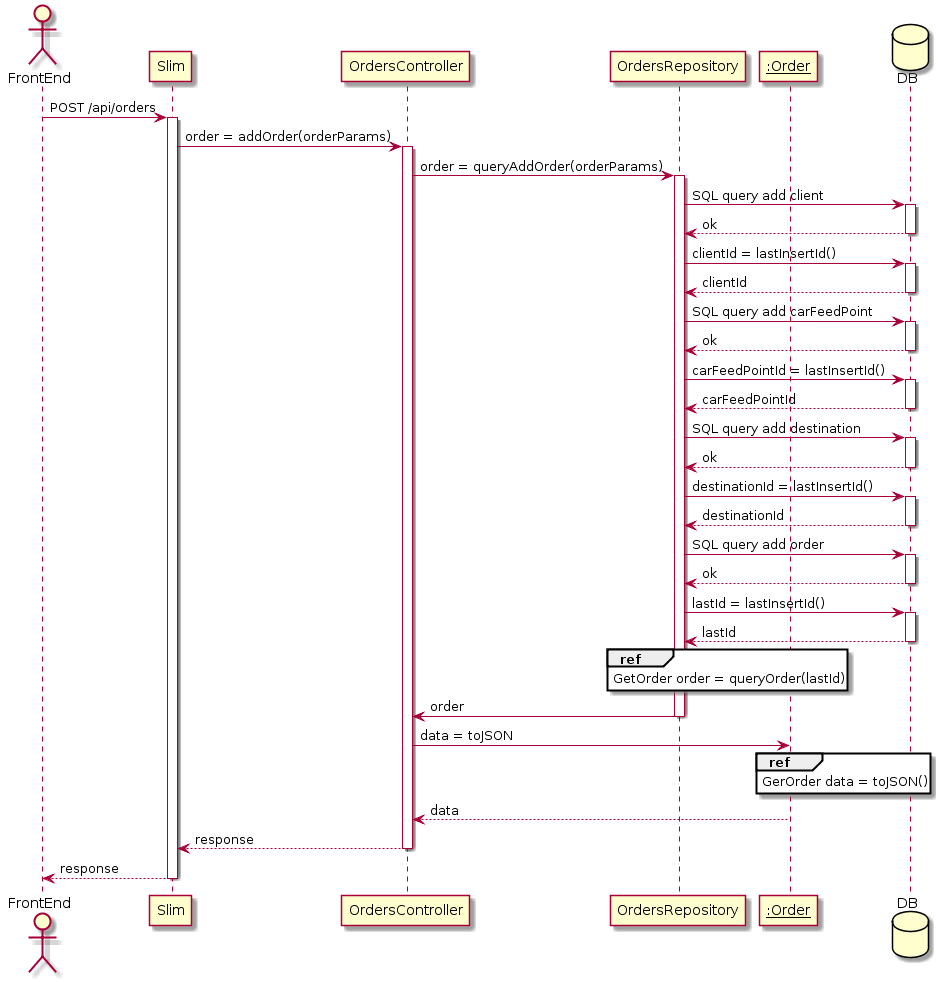 FrontEnd
Slim
OrdersController
OrdersRepository
:Order
DB
POST /api/orders
order = addOrder(orderParams)
order = queryAddOrder(orderParams)
SQL query add client
ok
clientId = lastInsertId()
clientId
SQL query add carFeedPoint
ok
carFeedPointId = lastInsertId()
carFeedPointId
SQL query add destination
ok
destinationId = lastInsertId()
destinationId
SQL query add order
ok
lastId = lastInsertId()
lastId
ref
GetOrder order = queryOrder(lastId)
order
data = toJSON
ref
GerOrder data = toJSON()
data
response
response
FrontEnd
Slim
OrdersController
OrdersRepository
:Order
DB